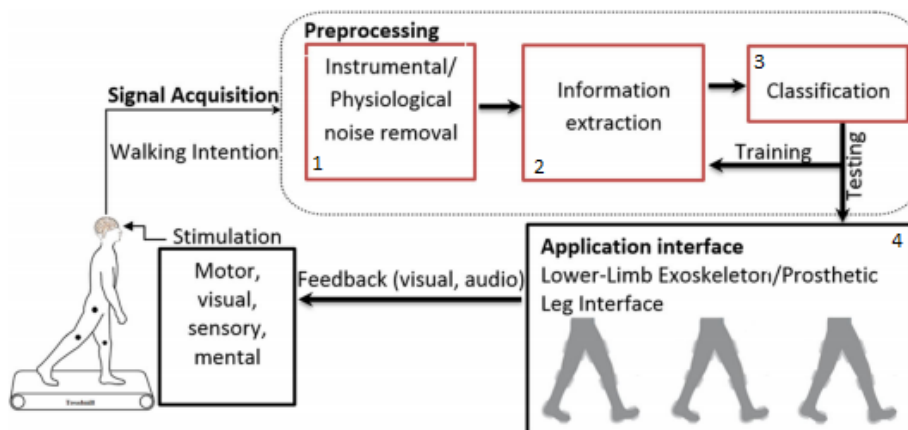 Preprocessing
Instrumental/
Physiological
noise removal
1
Information
extraction
2
3
Classification
Signal Acquisition
Walking Intention
Training
Testing
Stimulation
Motor,
visual,
sensory,
mental
Feedback (visual, audio)
4
Application interface
Lower-Limb Exoskeleton/Prosthetic
Leg Interface
Treadmill